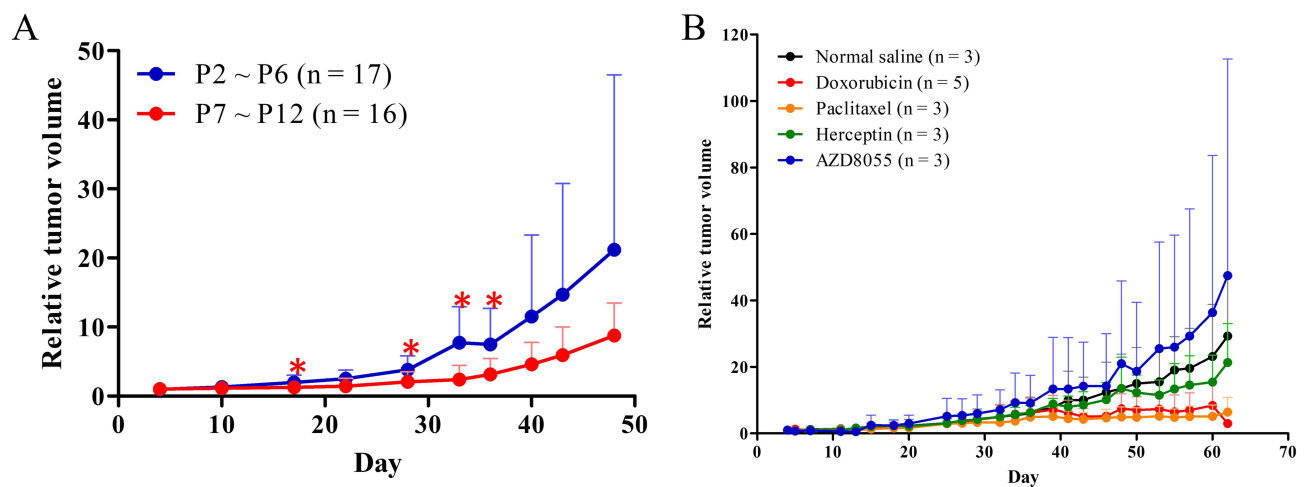 A
Relative tumor volume
50
40
30
20
10
0
P2 ~ P6 (n = 17)
P7 ~ P12 (n = 16)
*
*
*
*
0
10
20
30
40
50
Day
B
Relative tumor volume
120
100
80
60
40
20
0
Normal saline (n = 3)
Doxorubicin (n = 5)
Paclitaxel (n = 3)
Herceptin (n = 3)
AZD8055 (n = 3)
0
10
20
30
40
50
60
70
Day